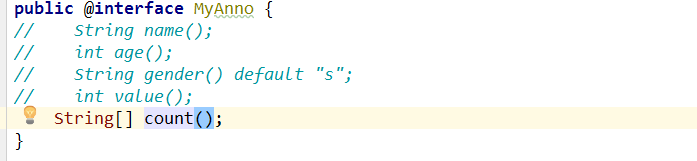 public @interface MyAnno {
//    String name();
//    int age();
//    String gender() default "s";
//    int value();
    String[] count();
}